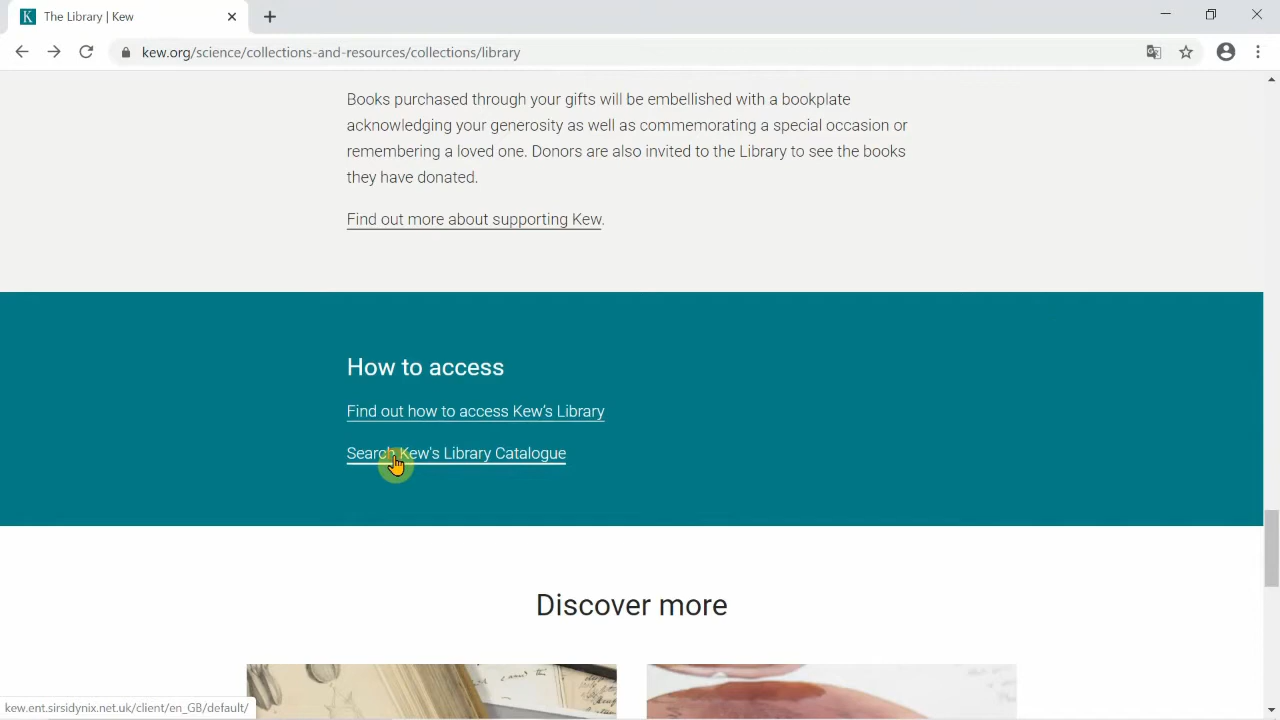 The Library | Kew
kew.org/science/collections-and-resources/collections/library
Books purchased through your gifts will be embellished with a bookplate
acknowledging your generosity as well as commemorating a special occasion or
remembering a loved one. Donors are also invited to the Library to see the books
they have donated.
Find out more about supporting Kew.
How to access
Find out how to access Kew's Library
Search Kew's Library Catalogue
Discover more
kew.ent.sirsidynix.net.uk/client/en_GB/default/